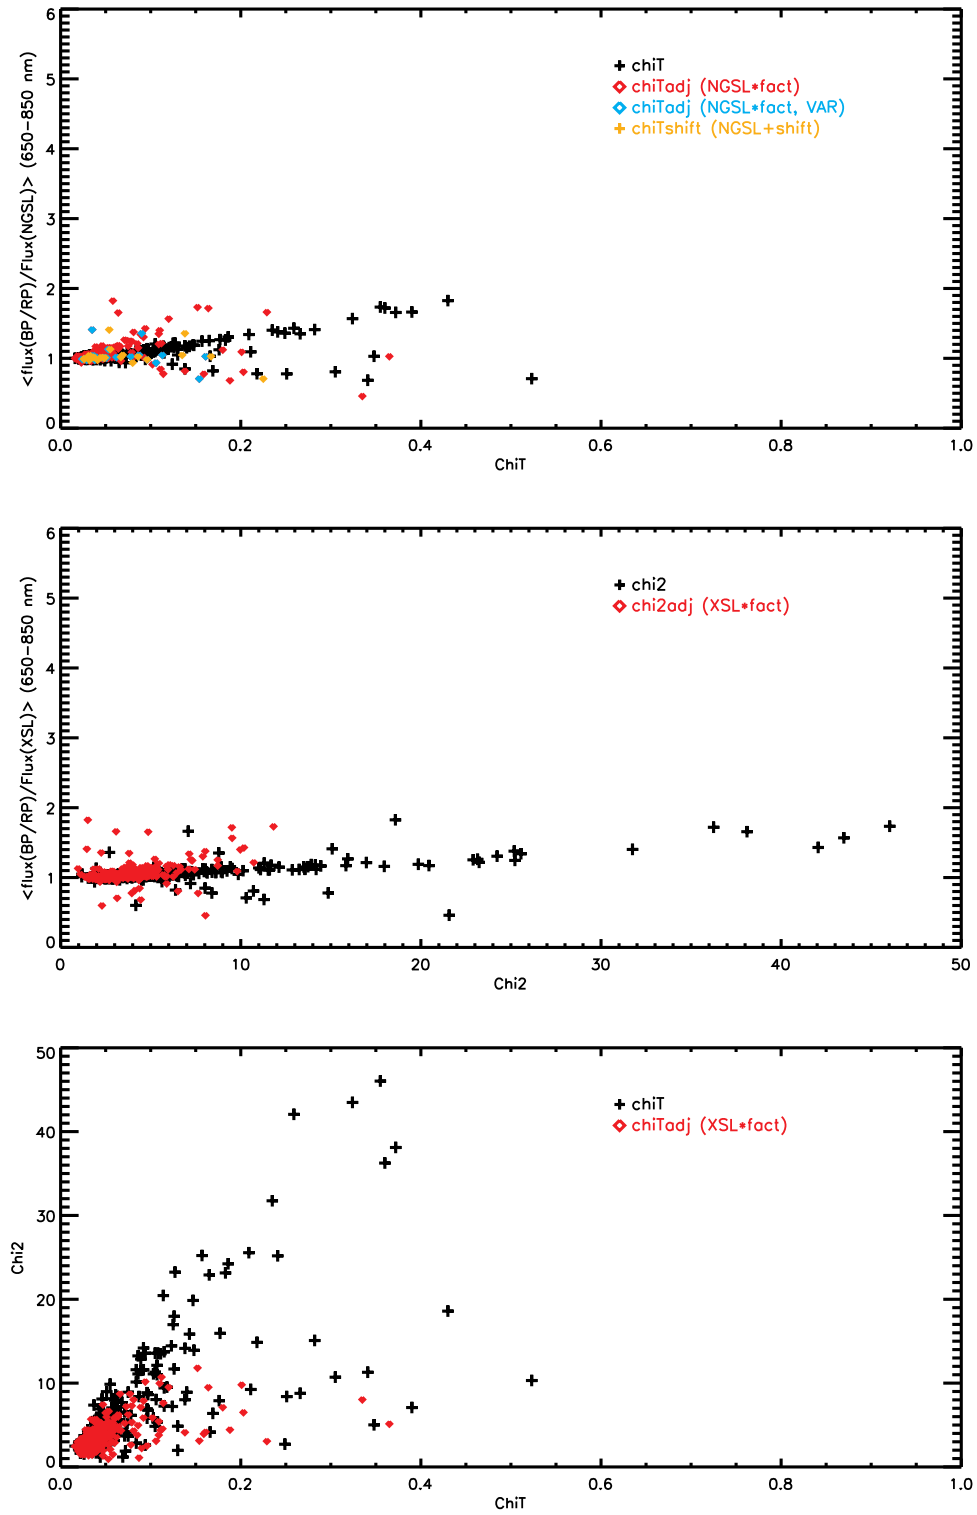 6
5
4
3
2
1
0
<flux(BP/RP)/Flux(NGSL)> (650-850 nm)
chiT
chiTadj (NGSL*fact)
chiTadj (NGSL*fact, VAR)
chiTshift (NGSL+shift)
0.0 0.2 0.4 0.6 0.8 1.0
ChiT
6
5
4
3
2
1
0
<flux(BP/RP)/Flux(XSL)> (650-850 nm)
chi2
chi2adj (XSL*fact)
0 10 20 30 40 50
Chi2
50
40
30
20
10
0
Chi2
chiT
chiTadj (XSL*fact)
0.0 0.2 0.4 0.6 0.8 1.0
ChiT